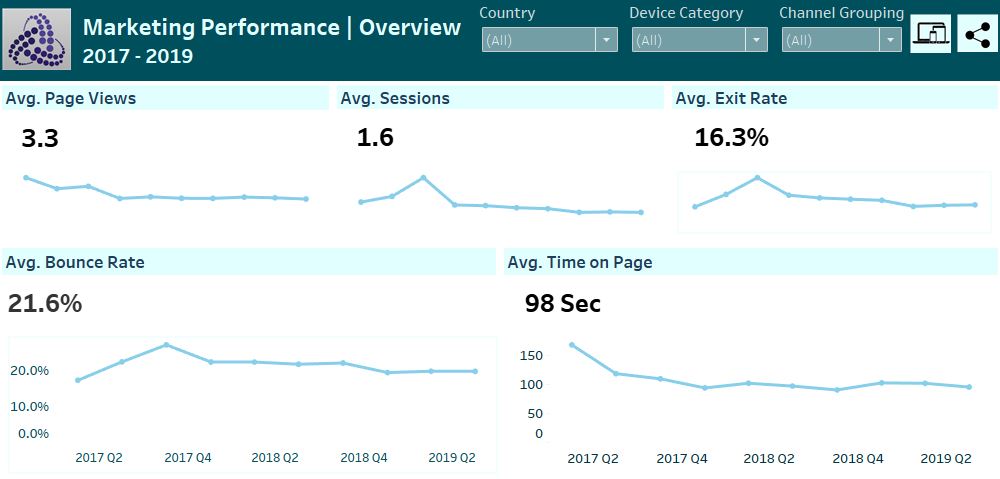 Marketing Performance | Overview
2017 - 2019
Country
(All)
Device Category
(All)
Channel Grouping
(All)
Avg. Page Views
3.3
Avg. Sessions
1.6
Avg. Exit Rate
16.3%
Avg. Bounce Rate
21.6%
20.0%
10.0%
0.0%
2017 Q2
2017 Q4
2018 Q2
2018 Q4
2019 Q2
Avg. Time on Page
98 Sec
150
100
50
0
2017 Q2
2017 Q4
2018 Q2
2018 Q4
2019 Q2